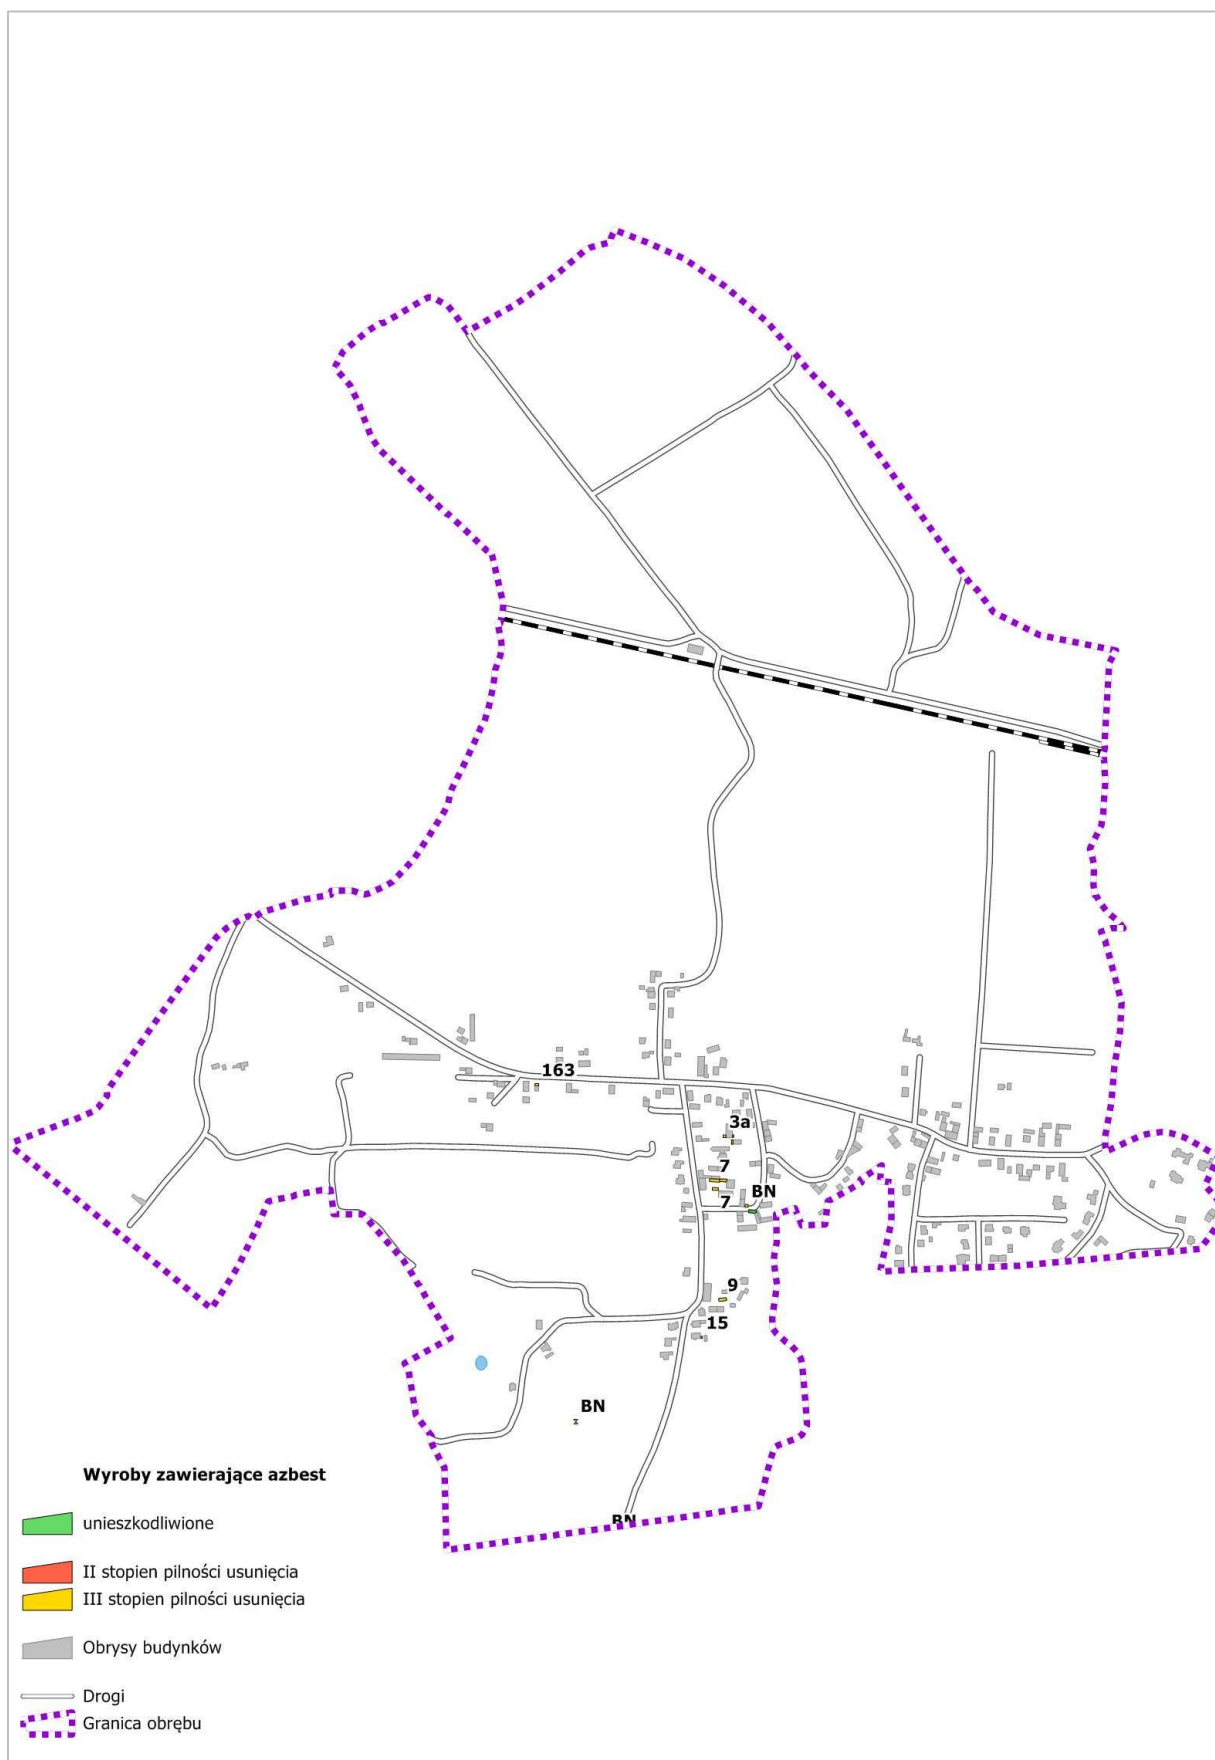 163
3a
7
BN
7
9
15
BN
BN
Wyroby zawierające azbest
unieszkodliwione
II stopien pilności usunięcia
III stopien pilności usunięcia
Obrysy budynków
Drogi
Granica obrębu